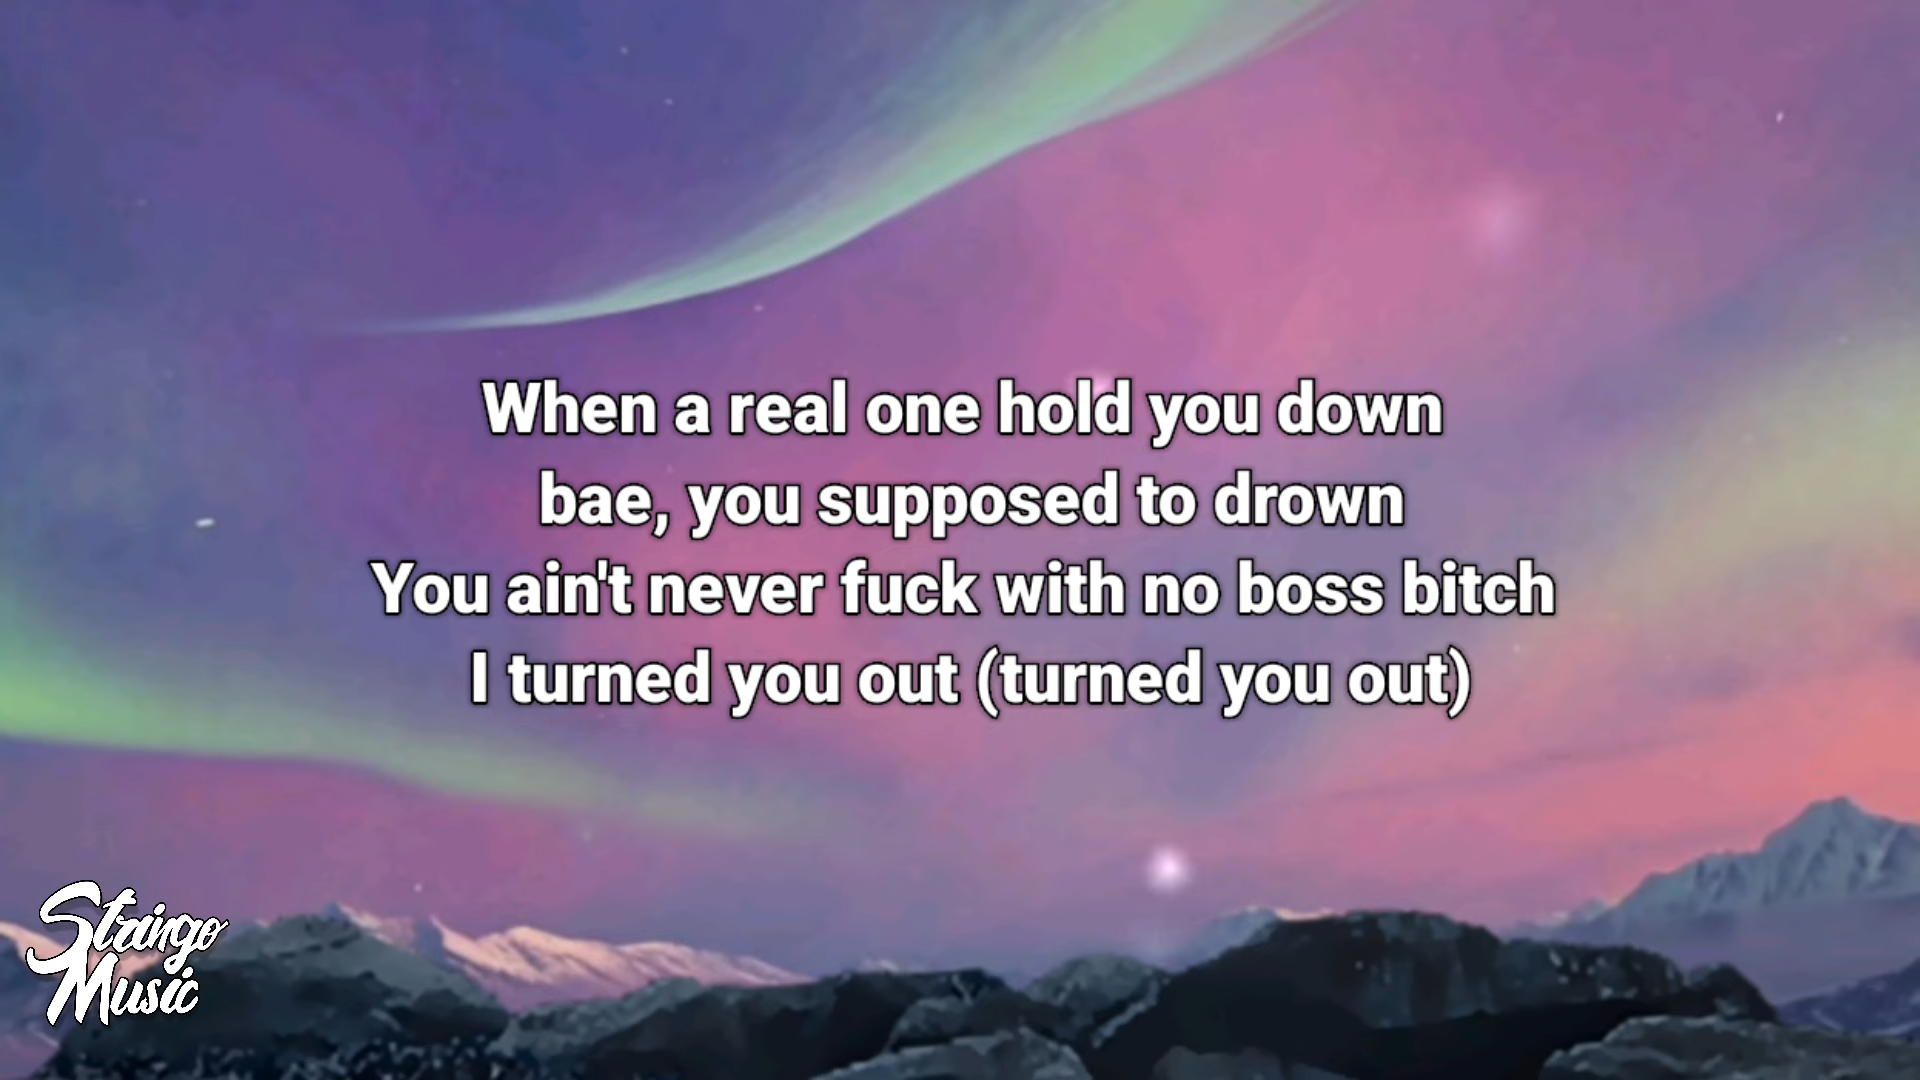 When a real one hold you down
bae, you supposed to drown
You ain't never fuck with no boss bitch
I turned you out (turned you out)
Straingo
Music